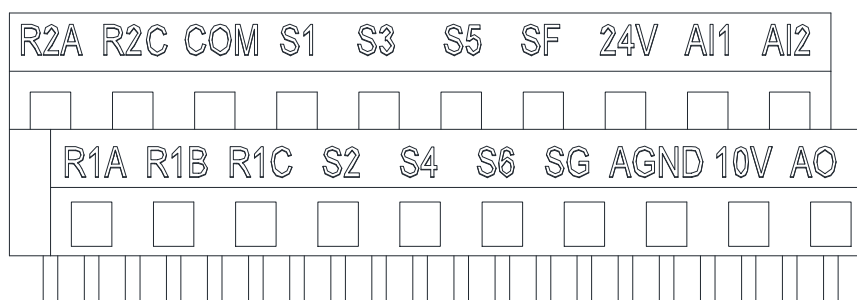 R2A R2C COM S1 S3 S5 SF 24V AI1 AI2
R1A R1B R1C S2 S4 S6 SG AGND 10V AO